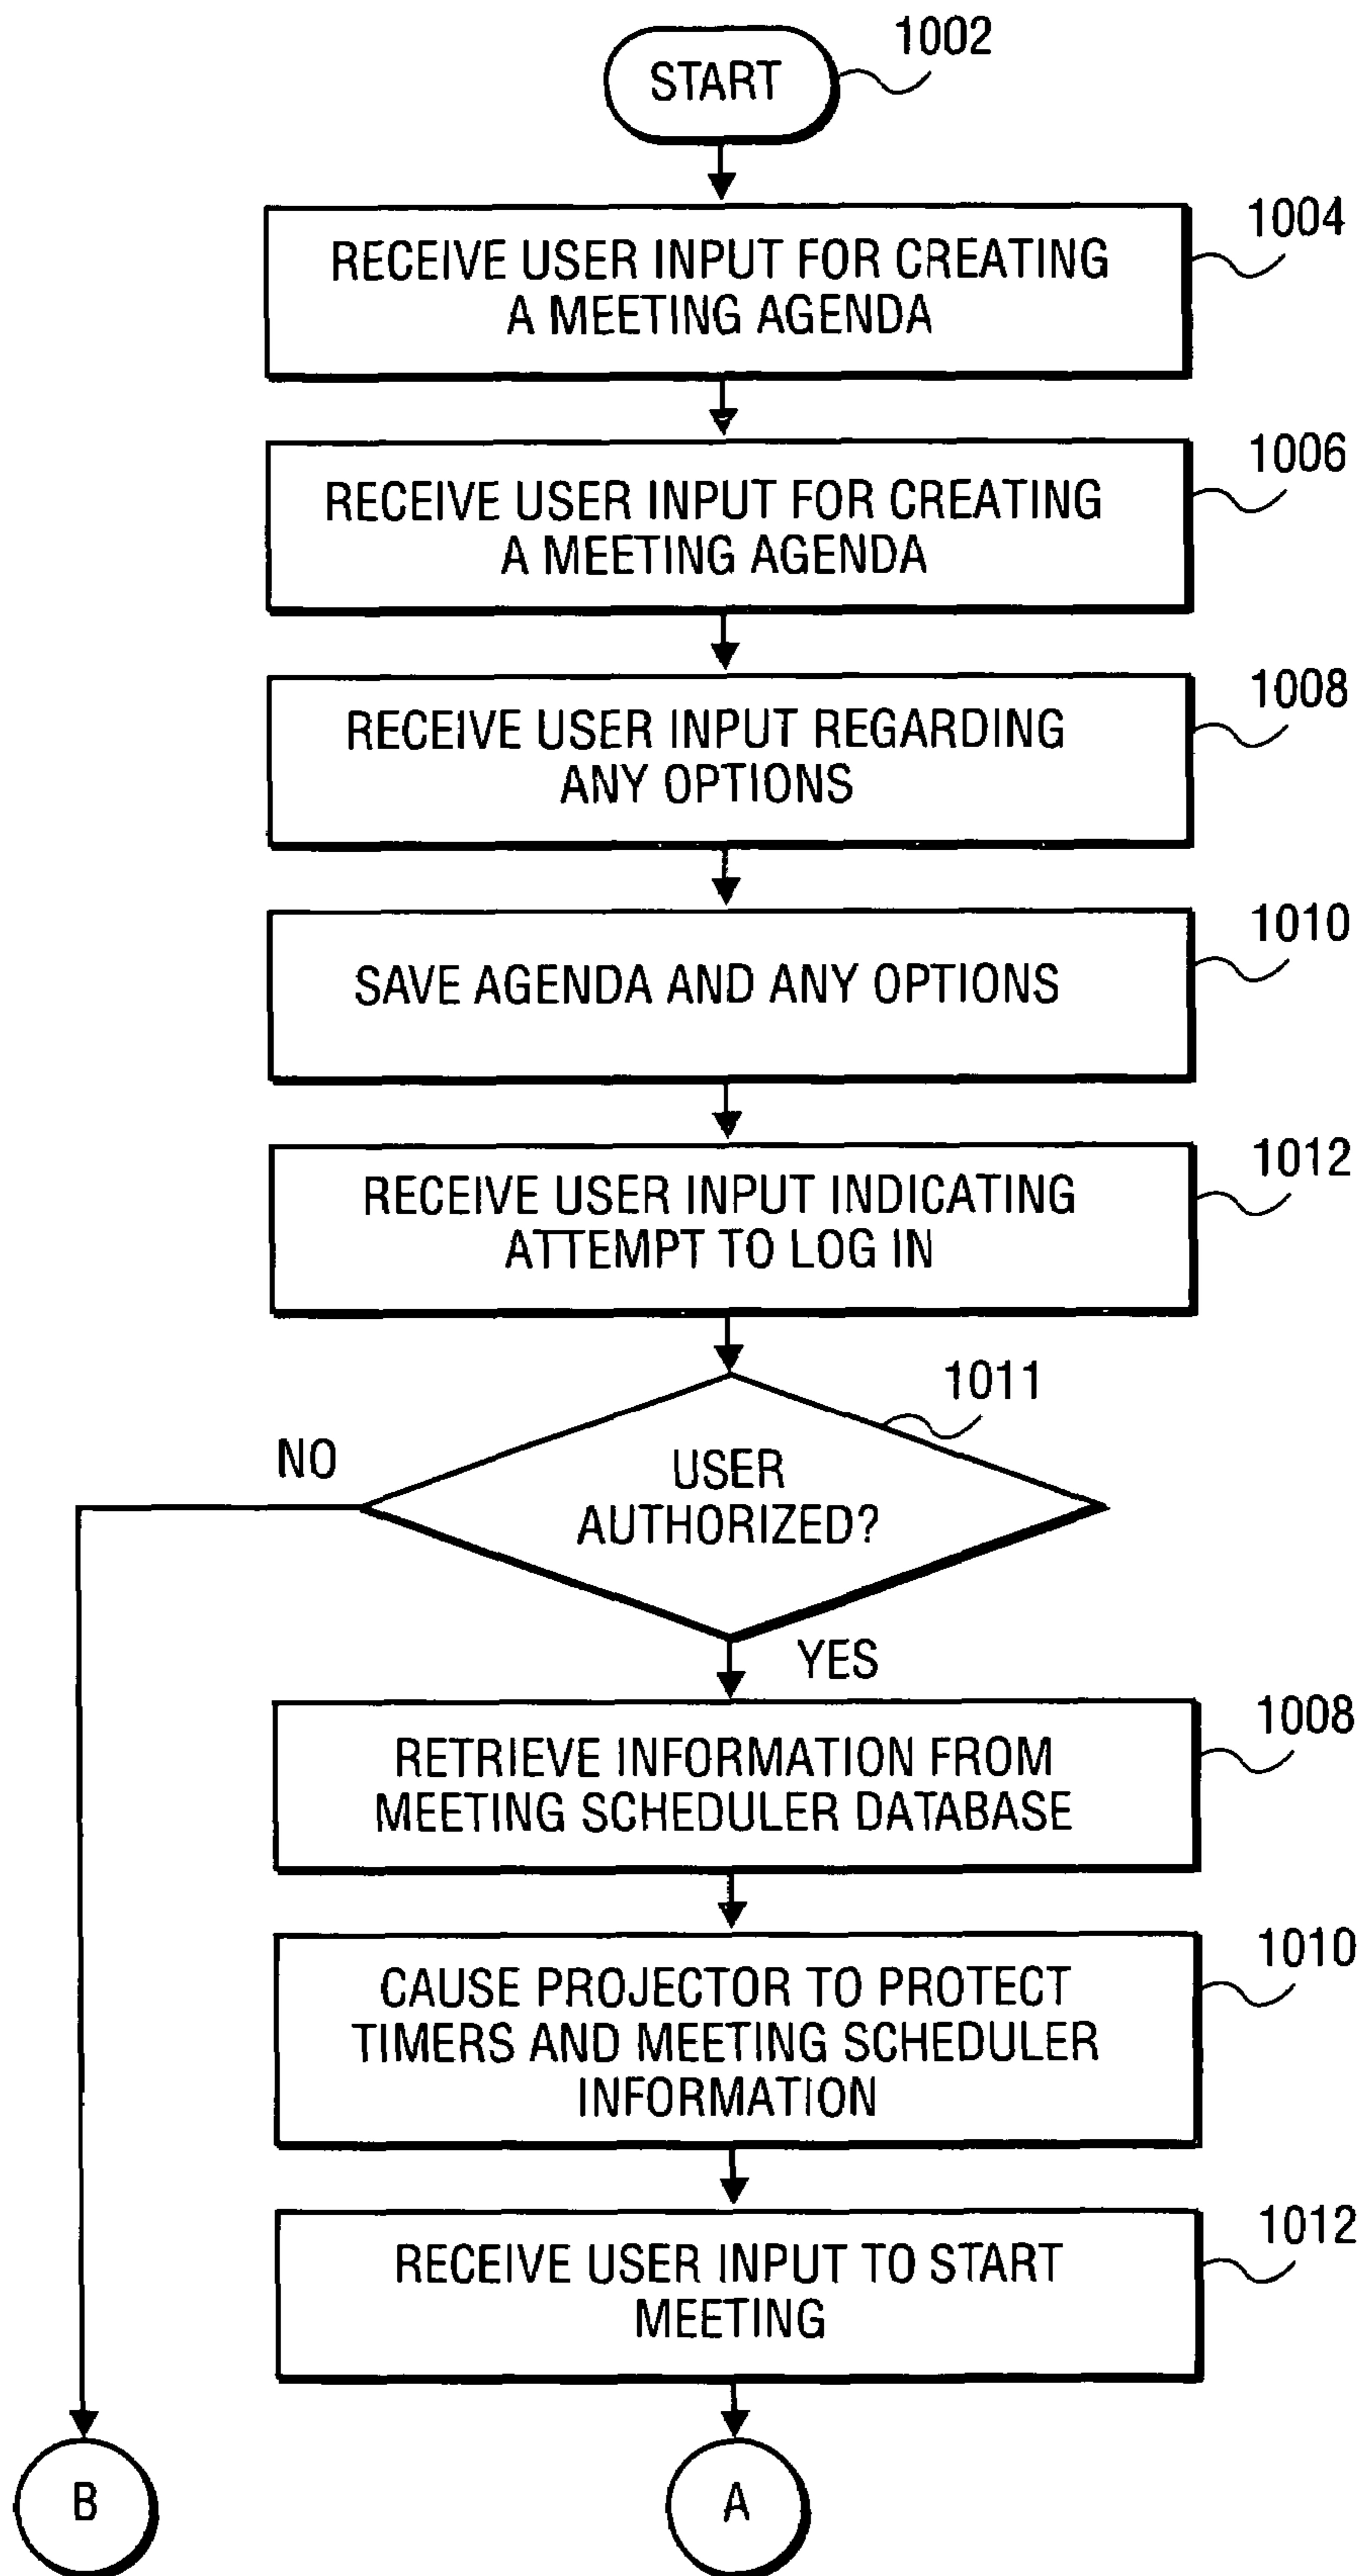 START
1002
RECEIVE USER INPUT FOR CREATING
A MEETING AGENDA
1004
RECEIVE USER INPUT FOR CREATING
A MEETING AGENDA
1006
RECEIVE USER INPUT REGARDING
ANY OPTIONS
1008
SAVE AGENDA AND ANY OPTIONS
1010
RECEIVE USER INPUT INDICATING
ATTEMPT TO LOG IN
1012
USER
AUTHORIZED?
1011
NO
YES
RETRIEVE INFORMATION FROM
MEETING SCHEDULER DATABASE
1008
CAUSE PROJECTOR TO PROTECT
TIMERS AND MEETING SCHEDULER
INFORMATION
1010
RECEIVE USER INPUT TO START
MEETING
1012
B
A